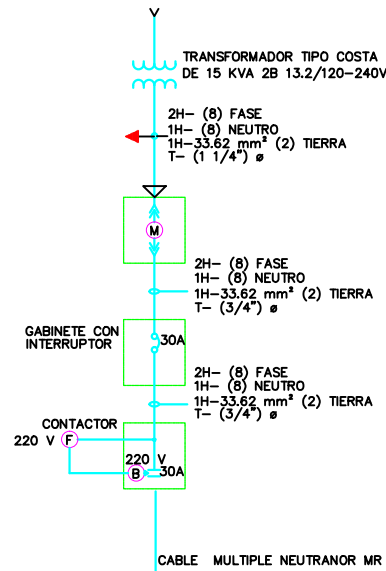 TRANSFORMADOR TIPO COSTA
DE 15 KVA 2B 13.2/120-240V
2H- (8) FASE
1H- (8) NEUTRO
1H-33.62 mm² (2) TIERRA
T- (1 1/4") ø
M
2H- (8) FASE
1H- (8) NEUTRO
1H-33.62 mm² (2) TIERRA
T- (3/4") ø
GABINETE CON
INTERRUPTOR
30A
2H- (8) FASE
1H- (8) NEUTRO
1H-33.62 mm² (2) TIERRA
T- (3/4") ø
CONTACTOR
220 V F
220 V
B 30A
CABLE MULTIPLE NEUTRANOR MR